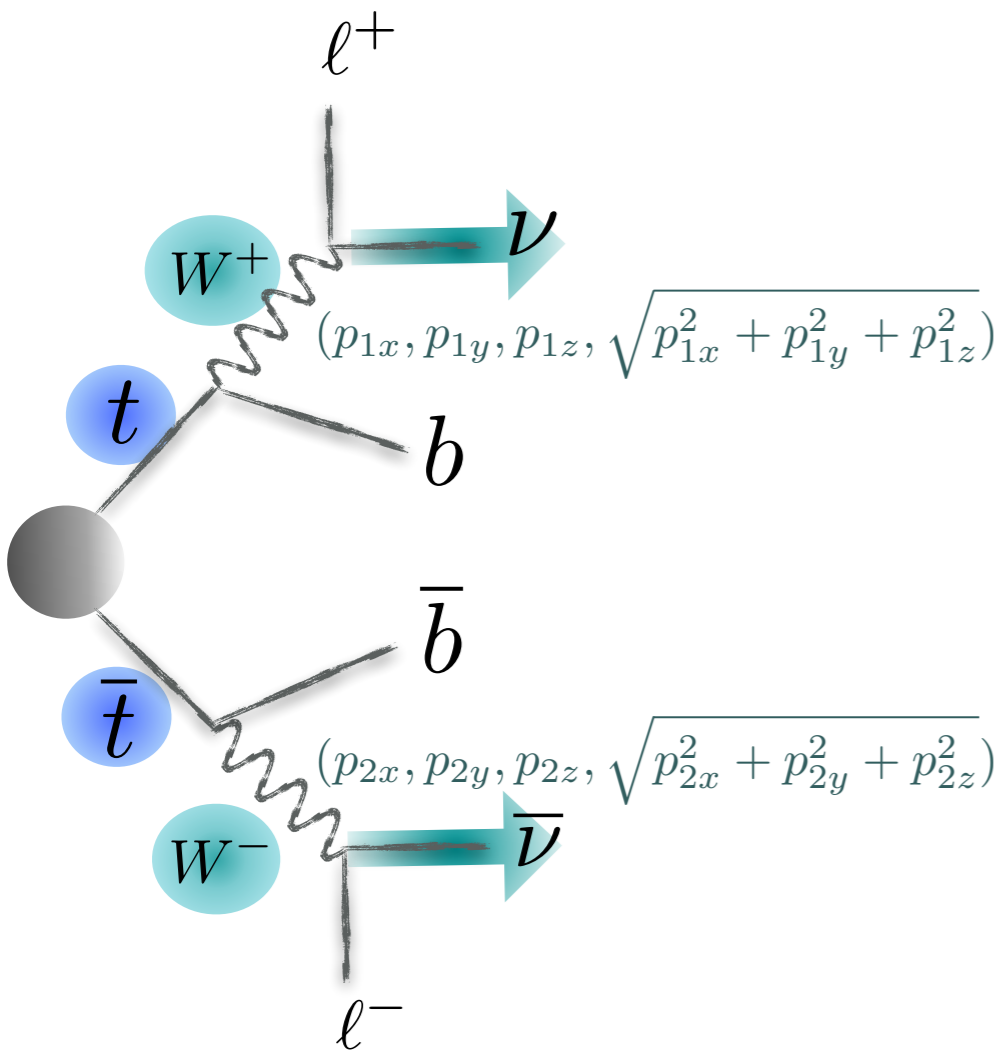 ℓ⁺
ν
W⁺
(p₁ₓ, p₁ᵧ, p₁z, √(p₁ₓ² + p₁ᵧ² + p₁z²))
t
b
b̅
t̅
(p₂ₓ, p₂ᵧ, p₂z, √(p₂ₓ² + p₂ᵧ² + p₂z²))
ν̅
W⁻
ℓ⁻